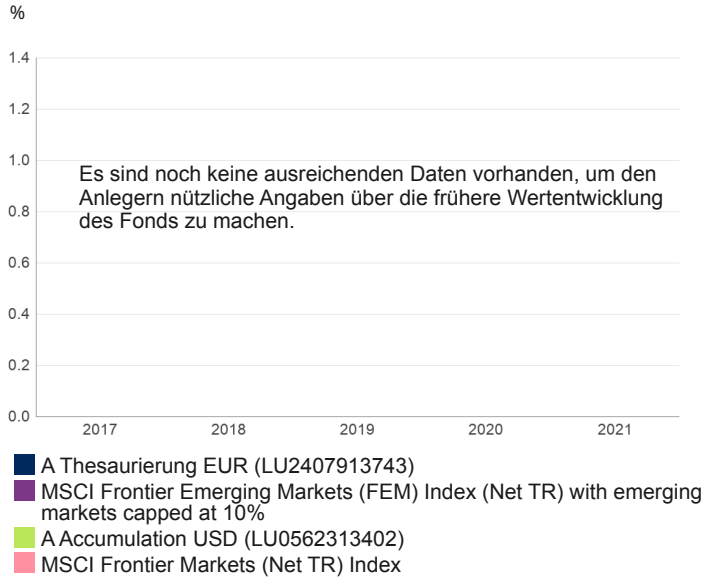 %
1.4
1.2
1.0
0.8
0.6
0.4
0.2
0.0
Es sind noch keine ausreichenden Daten vorhanden, um den
Anlegern nützliche Angaben über die frühere Wertentwicklung
des Fonds zu machen.
2017 2018 2019 2020 2021
A Thesaurierung EUR (LU2407913743)
MSCI Frontier Emerging Markets (FEM) Index (Net TR) with emerging
markets capped at 10%
A Accumulation USD (LU0562313402)
MSCI Frontier Markets (Net TR) Index